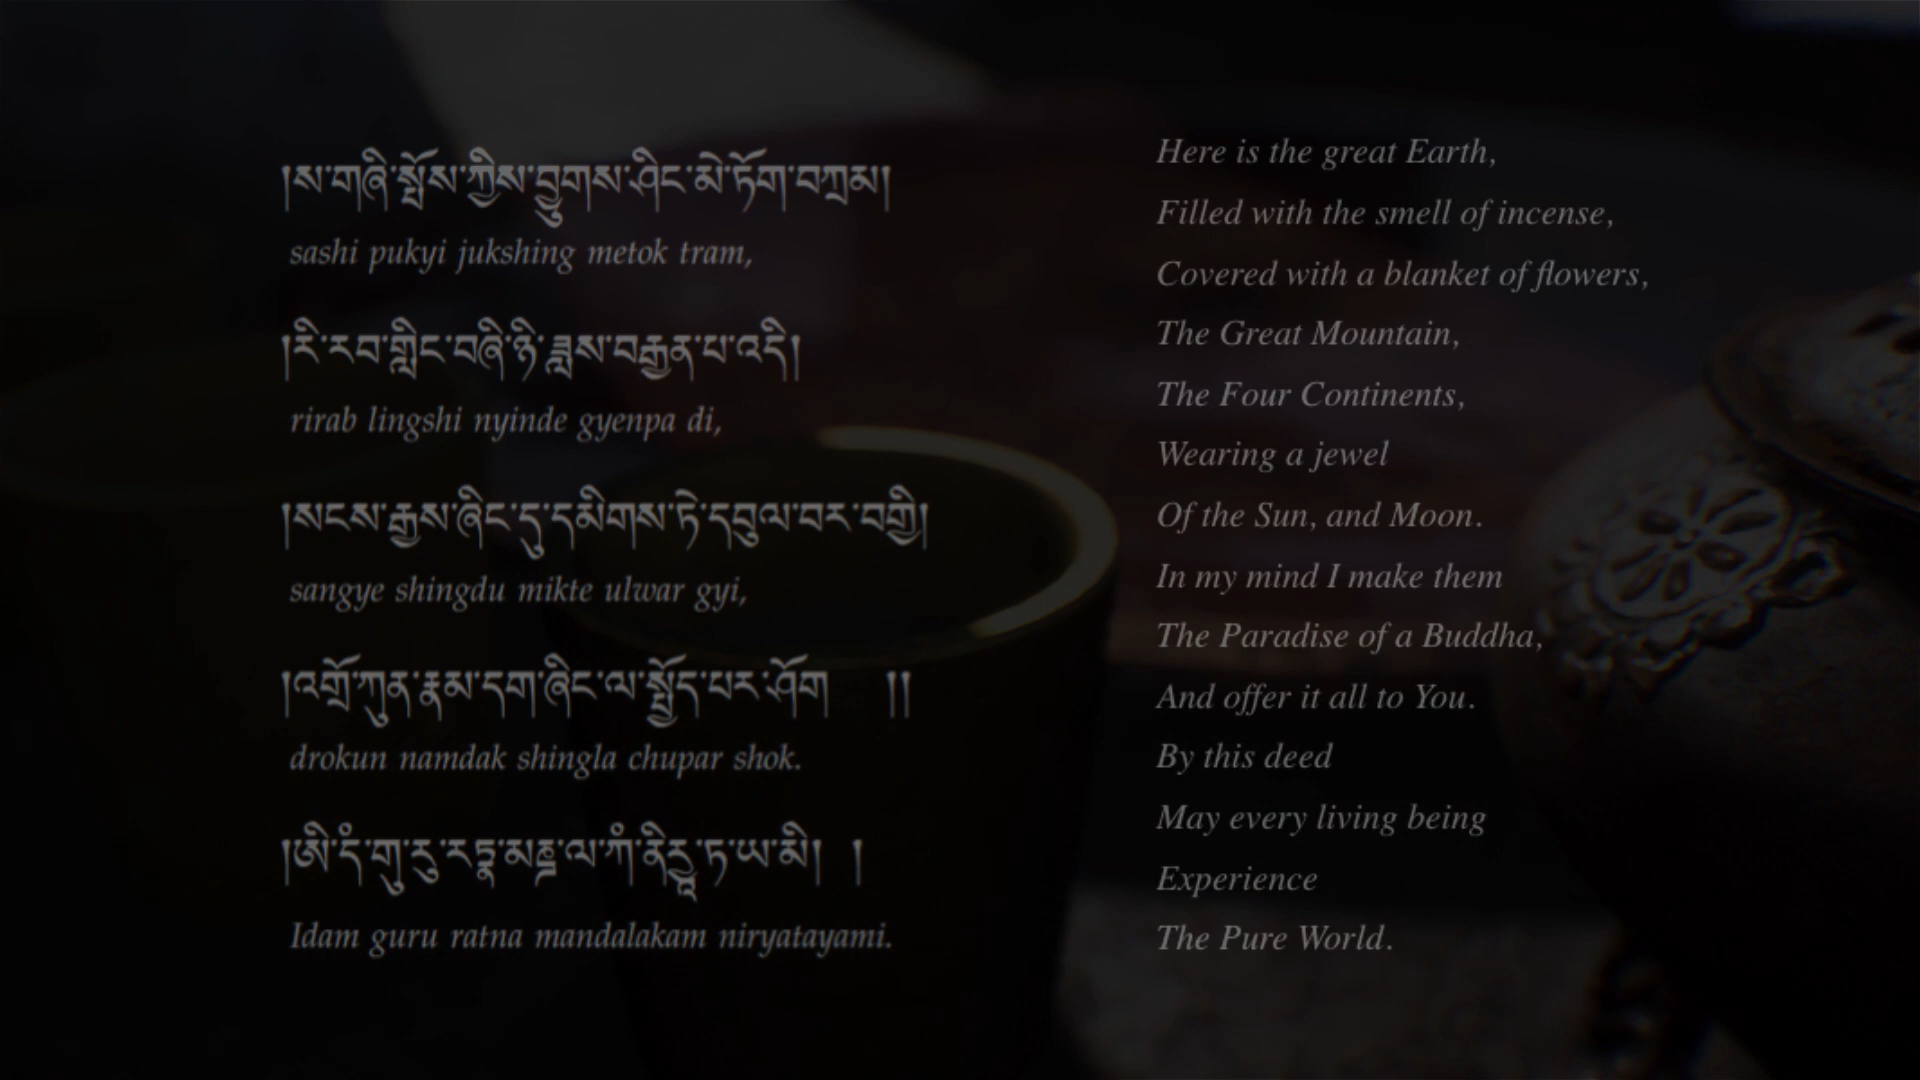 །ས་གཞི་སྤོས་ཀྱིས་བྱུགས་ཤིང་མེ་ཏོག་བཀྲམ།
sashi pukyi jukshing metok tram,
།རི་རབ་གླིང་བཞི་ཉི་ཟླས་བརྒྱན་པ་འདི།
rirab lingshi nyinde gyenpa di,
།སངས་རྒྱས་ཞིང་དུ་དམིགས་ཏེ་དབུལ་བར་བགྱི།
sangye shingdu mikte ulwar gyi,
།འགྲོ་ཀུན་རྣམ་དག་ཞིང་ལ་སྤྱོད་པར་ཤོག །།
drokun namdak shingla chupar shok.
།ཨི་དཾ་གུ་རུ་རཏྣ་མཎྜ་ལ་ཀཾ་ནིརྻཱ་ཏ་ཡ་མི། །
Idam guru ratna mandalakam niryatayami.
Here is the great Earth,
Filled with the smell of incense,
Covered with a blanket of flowers,
The Great Mountain,
The Four Continents,
Wearing a jewel
Of the Sun, and Moon.
In my mind I make them
The Paradise of a Buddha,
And offer it all to You.
By this deed
May every living being
Experience
The Pure World.